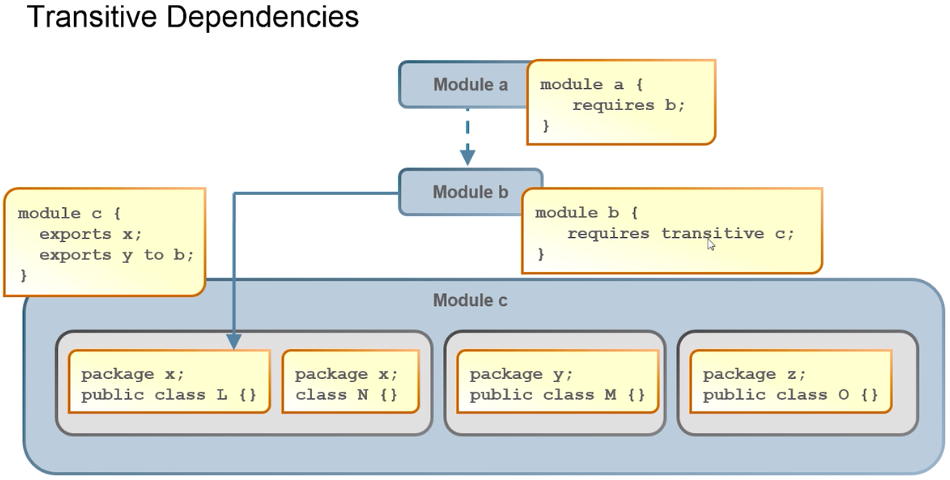 Transitive Dependencies
Module a
module a {
requires b;
}
Module b
module b {
requires transitive c;
}
module c {
exports x;
exports y to b;
}
Module c
package x;
public class L {}
package x;
class N {}
package y;
public class M {}
package z;
public class O {}